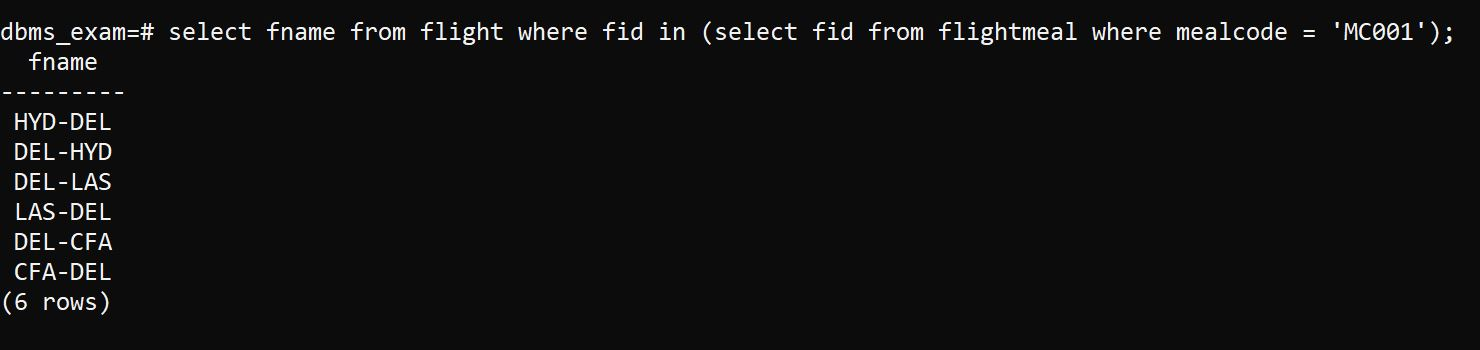 dbms_exam=# select fname from flight where fid in (select fid from flightmeal where mealcode = 'MC001');
fname
---------
HYD-DEL
DEL-HYD
DEL-LAS
LAS-DEL
DEL-CFA
CFA-DEL
(6 rows)